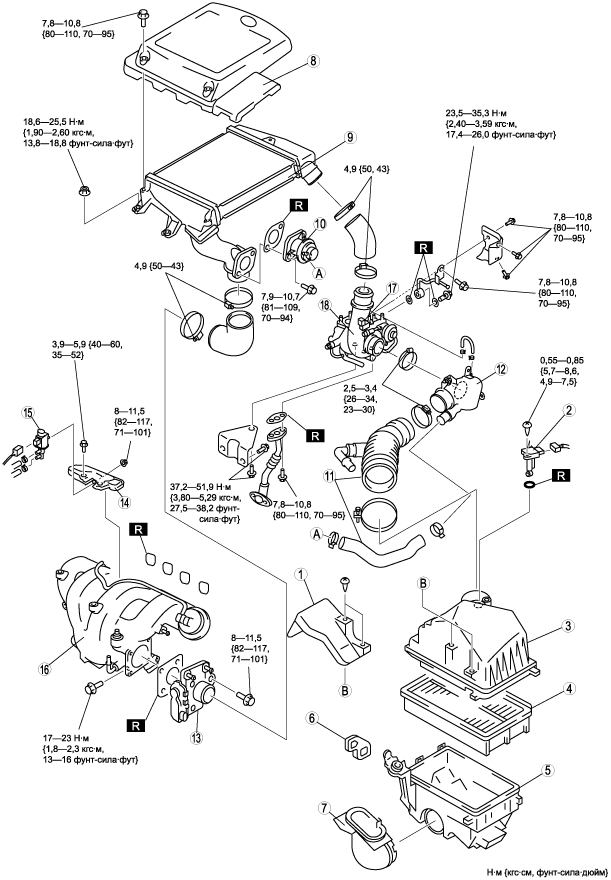 7,8—10,8
{80—110, 70—95}
8
18,6—25,5 Н·м
{1,90—2,60 кгс·м,
13,8—18,8 фунт-сила·фут}
23,5—35,3 Н·м
{2,40—3,59 кгс·м,
17,4—26,0 фунт-сила·фут}
9
4,9 {50, 43}
R
10
A
7,8—10,8
{80—110,
70—95}
R
4,9 {50—43}
7,9—10,7
{81—109,
70—94}
17
18
7,8—10,8
{80—110,
70—95}
3,9—5,9 {40—60,
35—52}
12
0,55—0,85
{5,7—8,6,
4,9—7,5}
15
8—11,5
{82—117,
71—101}
2,5—3,4
{26—34,
23—30}
2
R
R
14
11
37,2—51,9 Н·м
{3,80—5,29 кгс·м,
27,5—38,2 фунт-
сила·фут}
7,8—10,8
{80—110, 70—95}
R
A
1
B
3
8—11,5
{82—117,
71—101}
16
B
4
R
13
6
17—23 Н·м
{1,8—2,3 кгс·м,
13—16 фунт-сила·фут}
5
7
Н·м {кгс·см, фунт-сила·дюйм}